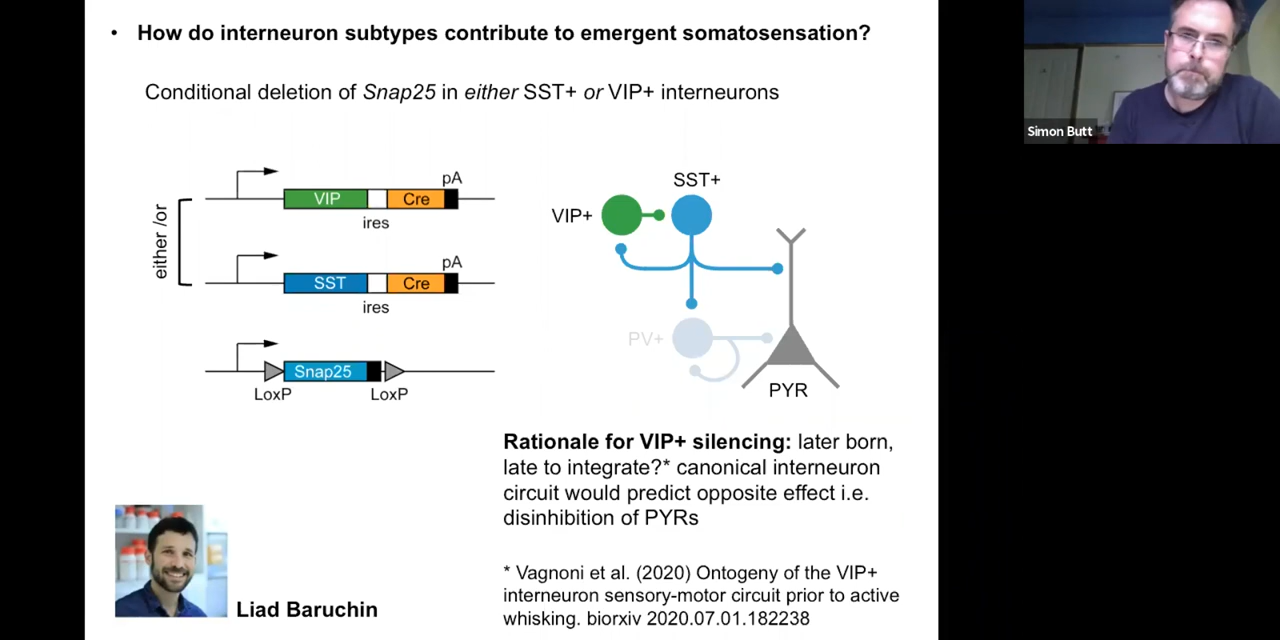 • How do interneuron subtypes contribute to emergent somatosensation?
Conditional deletion of Snap25 in either SST+ or VIP+ interneurons
either /or
pA
VIP
Cre
ires
pA
SST
Cre
ires
Snap25
LoxP
LoxP
SST+
VIP+
PV+
PYR
Rationale for VIP+ silencing: later born,
late to integrate?* canonical interneuron
circuit would predict opposite effect i.e.
disinhibition of PYRs
* Vagnoni et al. (2020) Ontogeny of the VIP+
interneuron sensory-motor circuit prior to active
whisking. biorxiv 2020.07.01.182238
Liad Baruchin
Simon Butt